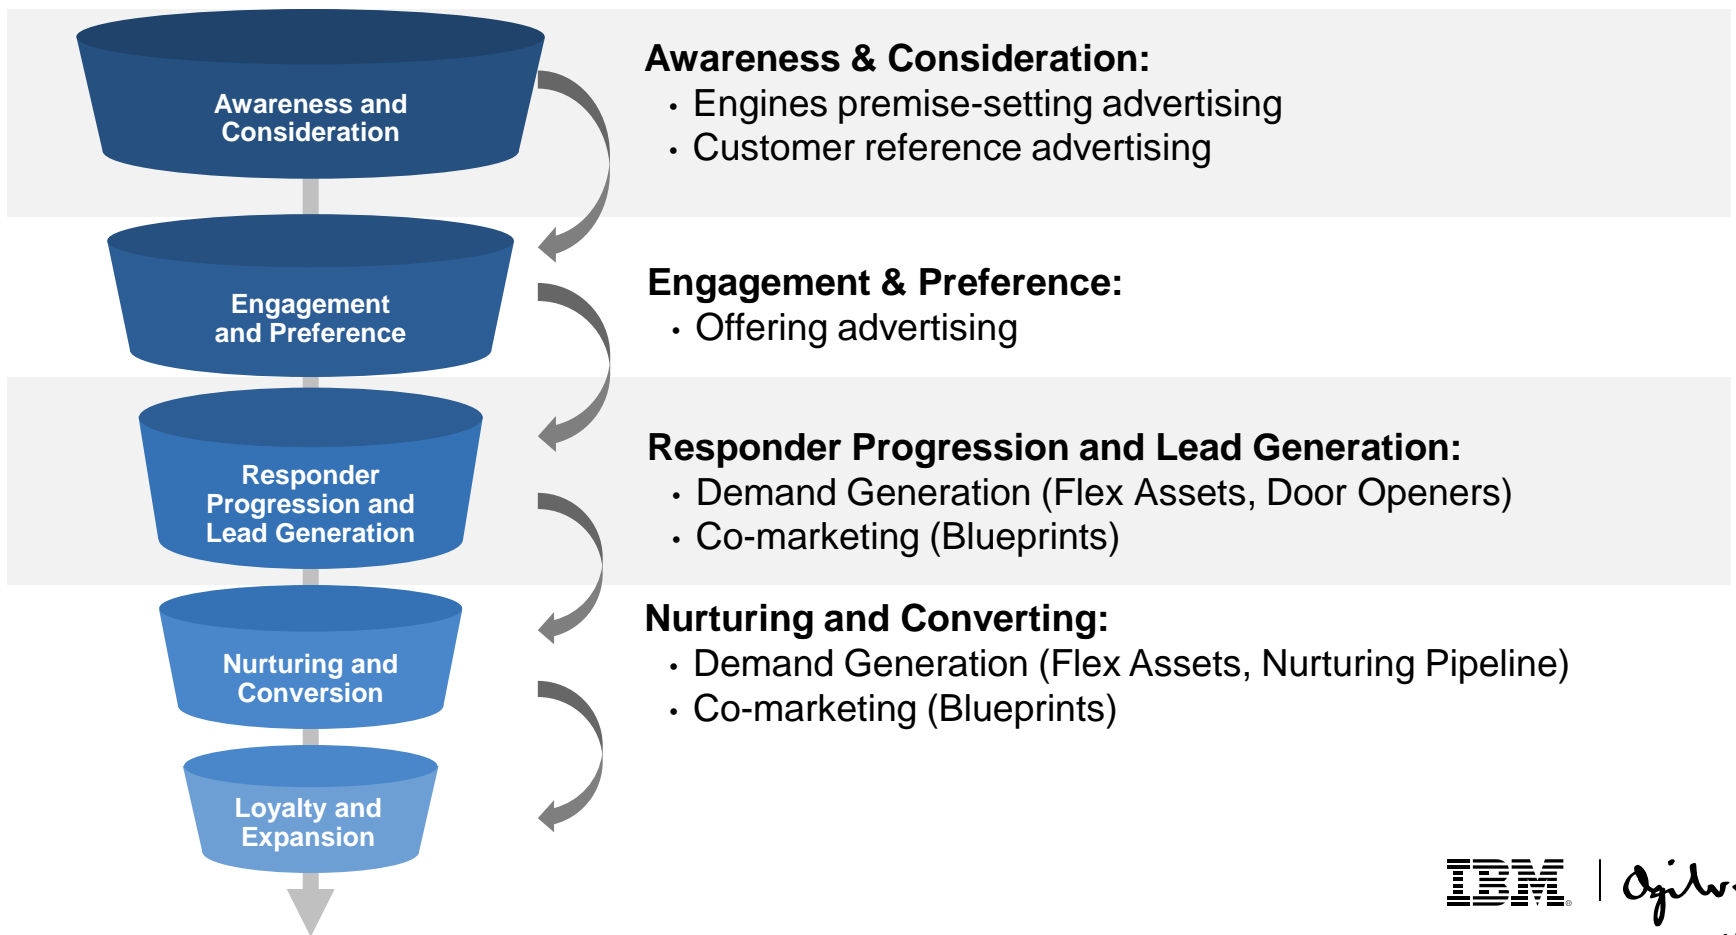 Awareness and
Consideration
Awareness & Consideration:
• Engines premise-setting advertising
• Customer reference advertising
Engagement
and Preference
Engagement & Preference:
• Offering advertising
Responder
Progression and
Lead Generation
Responder Progression and Lead Generation:
• Demand Generation (Flex Assets, Door Openers)
• Co-marketing (Blueprints)
Nurturing and
Conversion
Nurturing and Converting:
• Demand Generation (Flex Assets, Nurturing Pipeline)
• Co-marketing (Blueprints)
Loyalty and
Expansion
IBM®